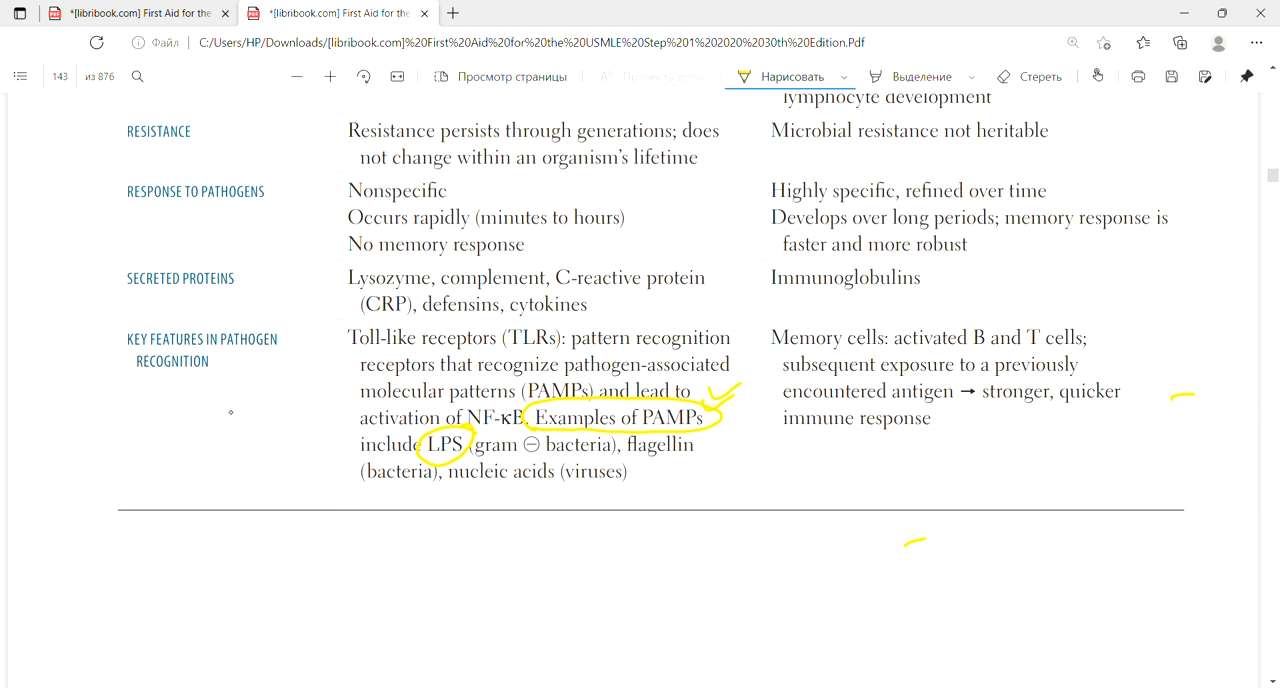 *[libribook.com] First Aid for the
*[libribook.com] First Aid for the
Файл
C:/Users/HP/Downloads/[libribook.com]%20First%20Aid%20for%20the%20USMLE%20Step%201%202020%2030th%20Edition.Pdf
143 из 876
Просмотр страницы
Прочесть вслух
Нарисовать
Выделение
Стереть
lymphocyte development
RESISTANCE
Resistance persists through generations; does
not change within an organism's lifetime
Microbial resistance not heritable
RESPONSE TO PATHOGENS
Nonspecific
Occurs rapidly (minutes to hours)
No memory response
Highly specific, refined over time
Develops over long periods; memory response is
faster and more robust
SECRETED PROTEINS
Lysozyme, complement, C-reactive protein
(CRP), defensins, cytokines
Immunoglobulins
KEY FEATURES IN PATHOGEN
RECOGNITION
Toll-like receptors (TLRs): pattern recognition
receptors that recognize pathogen-associated
molecular patterns (PAMPs) and lead to
activation of NF-κB. Examples of PAMPs
include LPS (gram ⊖ bacteria), flagellin
(bacteria), nucleic acids (viruses)
Memory cells: activated B and T cells;
subsequent exposure to a previously
encountered antigen → stronger, quicker
immune response